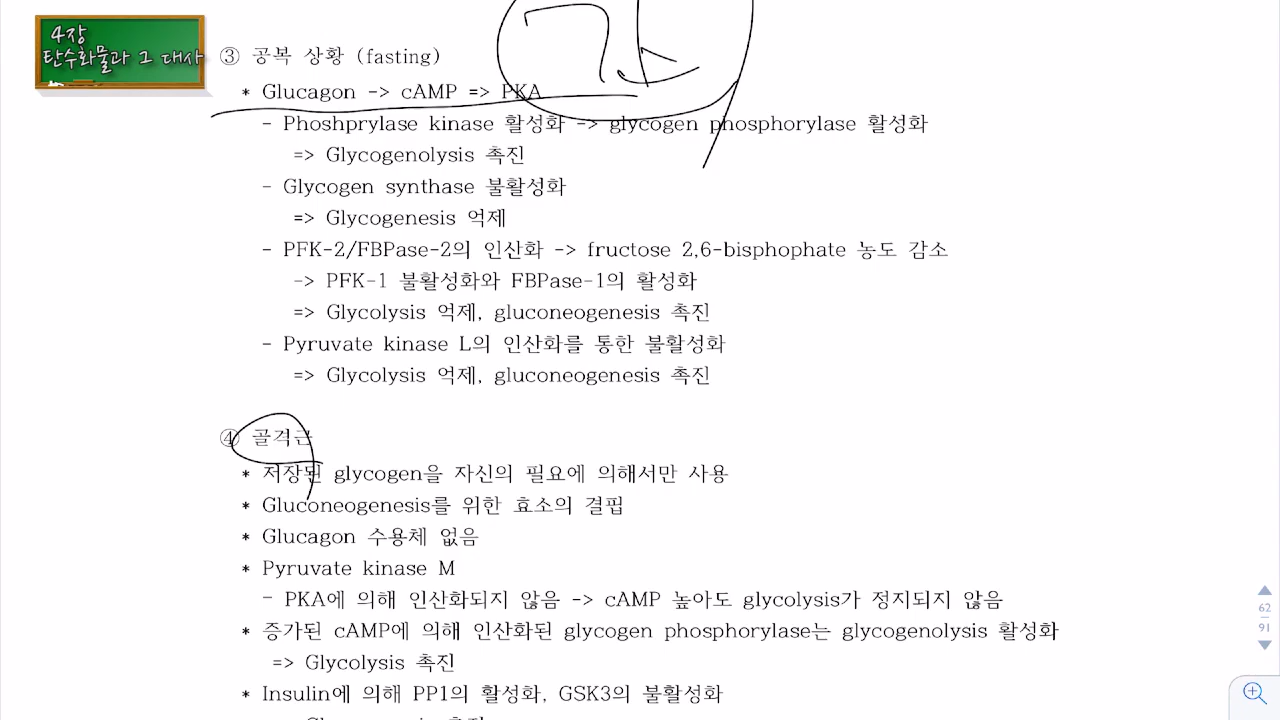 4장
탄수화물과 그 대사
③ 공복 상황 (fasting)
* Glucagon -> cAMP => PKA
- Phoshprylase kinase 활성화 -> glycogen phosphorylase 활성화
=> Glycogenolysis 촉진
- Glycogen synthase 불활성화
=> Glycogenesis 억제
- PFK-2/FBPase-2의 인산화 -> fructose 2,6-bisphophate 농도 감소
-> PFK-1 불활성화와 FBPase-1의 활성화
=> Glycolysis 억제, gluconeogenesis 촉진
- Pyruvate kinase L의 인산화를 통한 불활성화
=> Glycolysis 억제, gluconeogenesis 촉진
④ 골격근
* 저장된 glycogen을 자신의 필요에 의해서만 사용
* Gluconeogenesis를 위한 효소의 결핍
* Glucagon 수용체 없음
* Pyruvate kinase M
- PKA에 의해 인산화되지 않음 -> cAMP 높아도 glycolysis가 정지되지 않음
* 증가된 cAMP에 의해 인산화된 glycogen phosphorylase는 glycogenolysis 활성화
=> Glycolysis 촉진
* Insulin에 의해 PP1의 활성화, GSK3의 불활성화
62
91